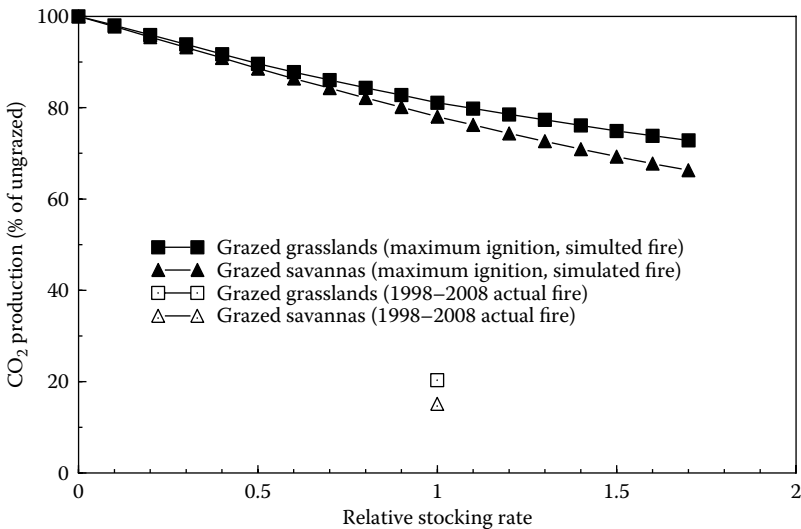 100
80
60
40
20
0
CO₂ production (% of ungrazed)
Grazed grasslands (maximum ignition, simulted fire)
Grazed savannas (maximum ignition, simulated fire)
Grazed grasslands (1998–2008 actual fire)
Grazed savannas (1998–2008 actual fire)
0 0.5 1 1.5 2
Relative stocking rate